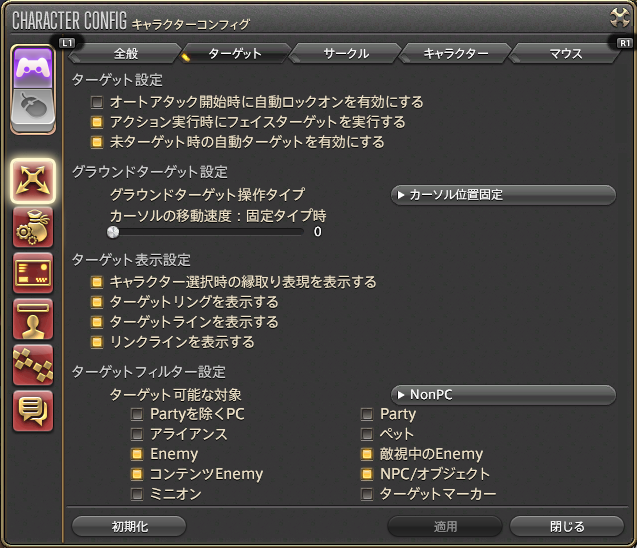 CHARACTER CONFIG キャラクターコンフィグ
L1 全般 ターゲット サークル キャラクター マウス R1
ターゲット設定
オートアタック開始時に自動ロックオンを有効にする
アクション実行時にフェイスターゲットを実行する
未ターゲット時の自動ターゲットを有効にする
グラウンドターゲット設定
グラウンドターゲット操作タイプ カーソル位置固定
カーソルの移動速度：固定タイプ時
0
ターゲット表示設定
キャラクター選択時の縁取り表現を表示する
ターゲットリングを表示する
ターゲットラインを表示する
リンクラインを表示する
ターゲットフィルター設定
ターゲット可能な対象 NonPC
Partyを除くPC Party
アライアンス ペット
Enemy 敵視中のEnemy
コンテンツEnemy NPC/オブジェクト
ミニオン ターゲットマーカー
初期化 適用 閉じる